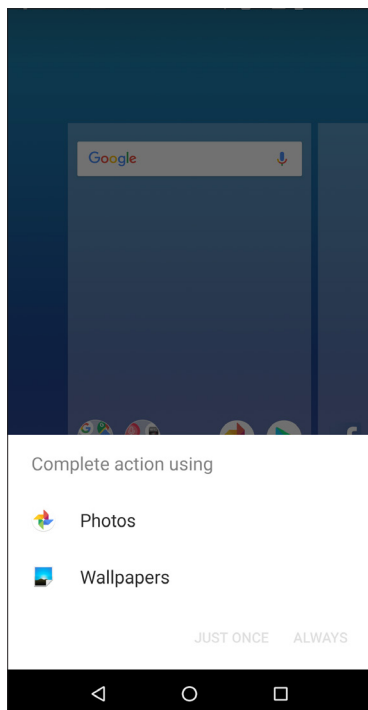 Google
Complete action using
Photos
Wallpapers
JUST ONCE ALWAYS